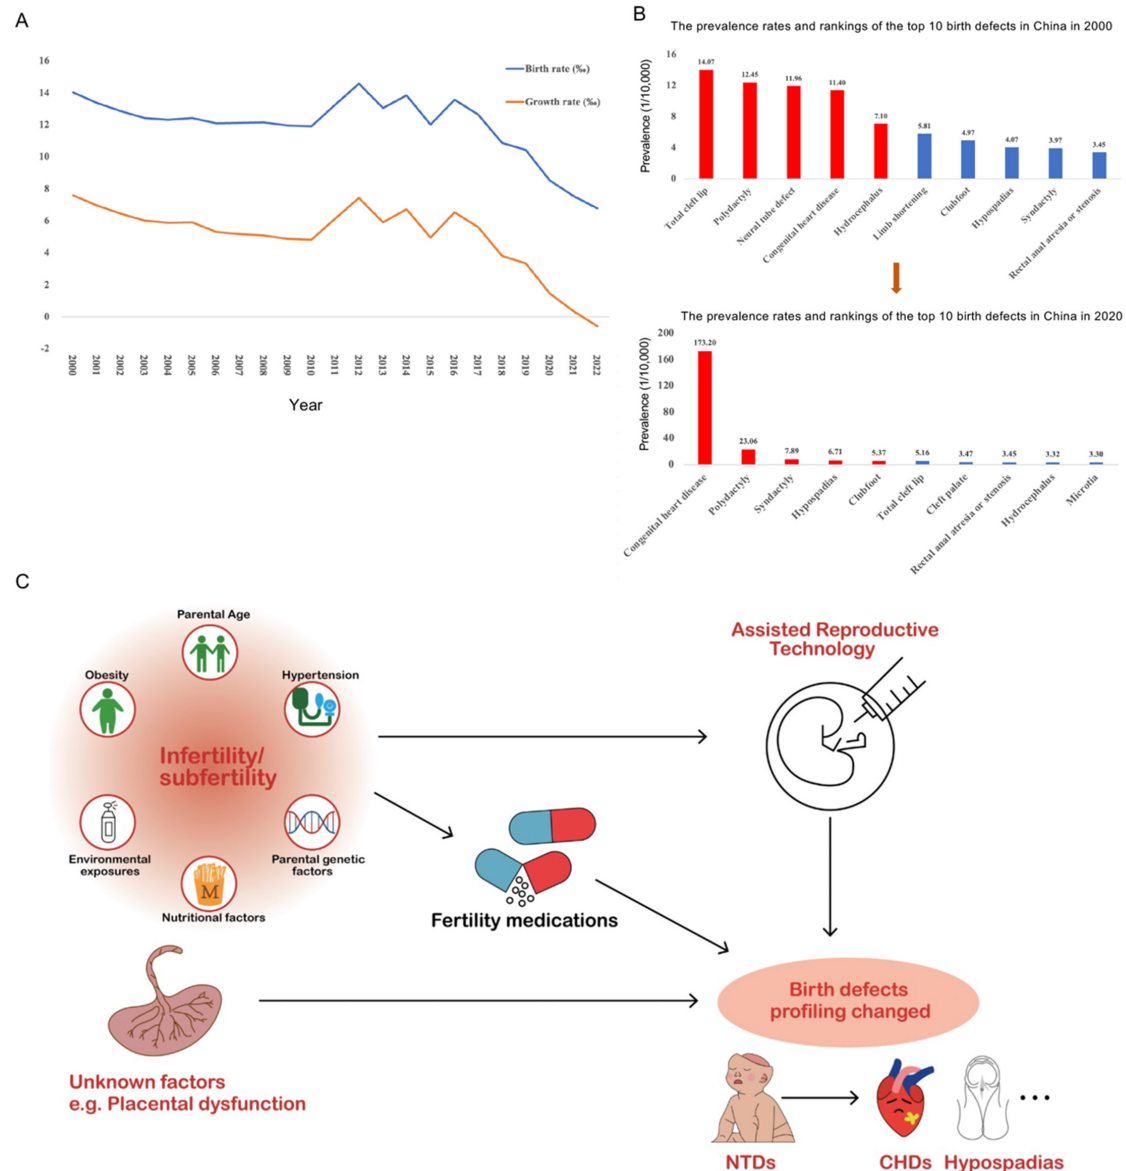 A
16
14
12
10
8
6
4
2
0
-2
Birth rate (‰)
Growth rate (‰)
2000
2001
2002
2003
2004
2005
2006
2007
2008
2009
2010
2011
2012
2013
2014
2015
2016
2017
2018
2019
2020
2021
2022
Year
B
The prevalence rates and rankings of the top 10 birth defects in China in 2000
Prevalence (1/10,000)
16
12
8
4
0
14.07
12.45
11.96
11.40
7.10
5.81
4.97
4.07
3.97
3.45
Total cleft lip
Polydactyly
Neural tube defect
Congenital heart disease
Hydrocephalus
Limb shortening
Clubfoot
Hypospadias
Syndactyly
Rectal anal atresia or stenosis
The prevalence rates and rankings of the top 10 birth defects in China in 2020
Prevalence (1/10,000)
200
160
120
80
40
0
173.20
23.06
7.89
6.71
5.37
5.16
3.47
3.45
3.32
3.30
Congenital heart disease
Polydactyly
Syndactyly
Hypospadias
Clubfoot
Total cleft lip
Cleft palate
Rectal anal atresia or stenosis
Hydrocephalus
Microtia
C
Parental Age
Obesity
Hypertension
Infertility/
subfertility
Environmental
exposures
Parental genetic
factors
M
Nutritional factors
Assisted Reproductive
Technology
Fertility medications
Unknown factors
e.g. Placental dysfunction
Birth defects
profiling changed
NTDs
CHDs
Hypospadias
...